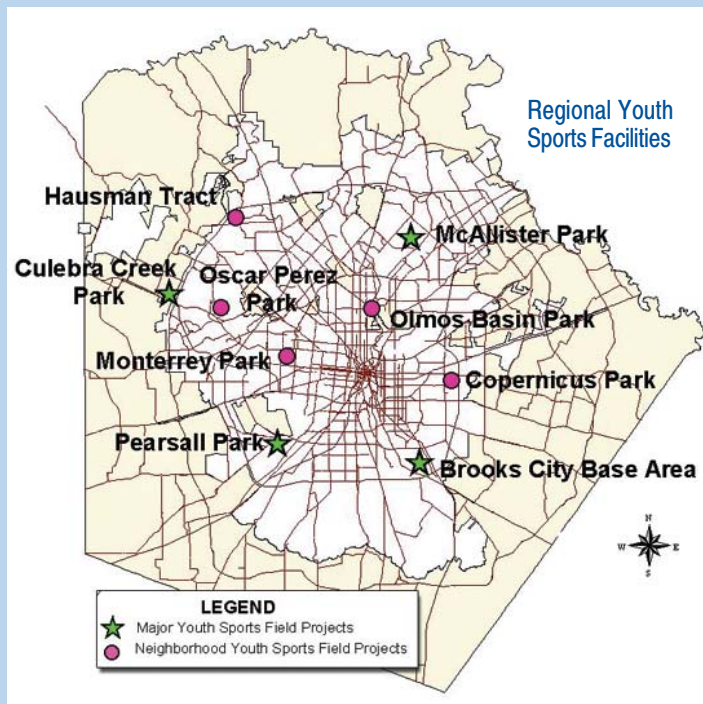 Regional Youth
Sports Facilities
Hausman Tract
McAllister Park
Culebra Creek
Park
Oscar Perez
Park
Olmos Basin Park
Monterrey Park
Copernicus Park
Pearsall Park
Brooks City Base Area
N
W E
S
LEGEND
Major Youth Sports Field Projects
Neighborhood Youth Sports Field Projects